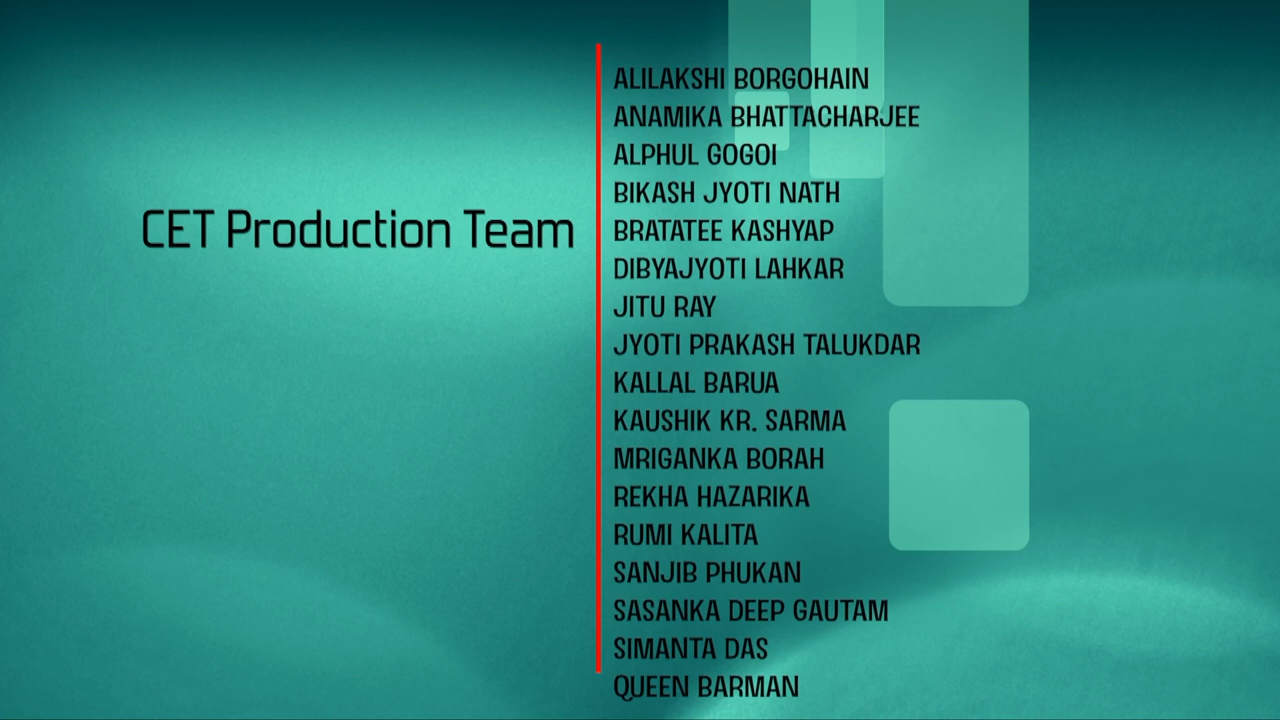 CET Production Team
ALILAKSHI BORGOHAIN
ANAMIKA BHATTACHARJEE
ALPHUL GOGOI
BIKASH JYOTI NATH
BRATATEE KASHYAP
DIBYAJYOTI LAHKAR
JITU RAY
JYOTI PRAKASH TALUKDAR
KALLAL BARUA
KAUSHIK KR. SARMA
MRIGANKA BORAH
REKHA HAZARIKA
RUMI KALITA
SANJIB PHUKAN
SASANKA DEEP GAUTAM
SIMANTA DAS
QUEEN BARMAN